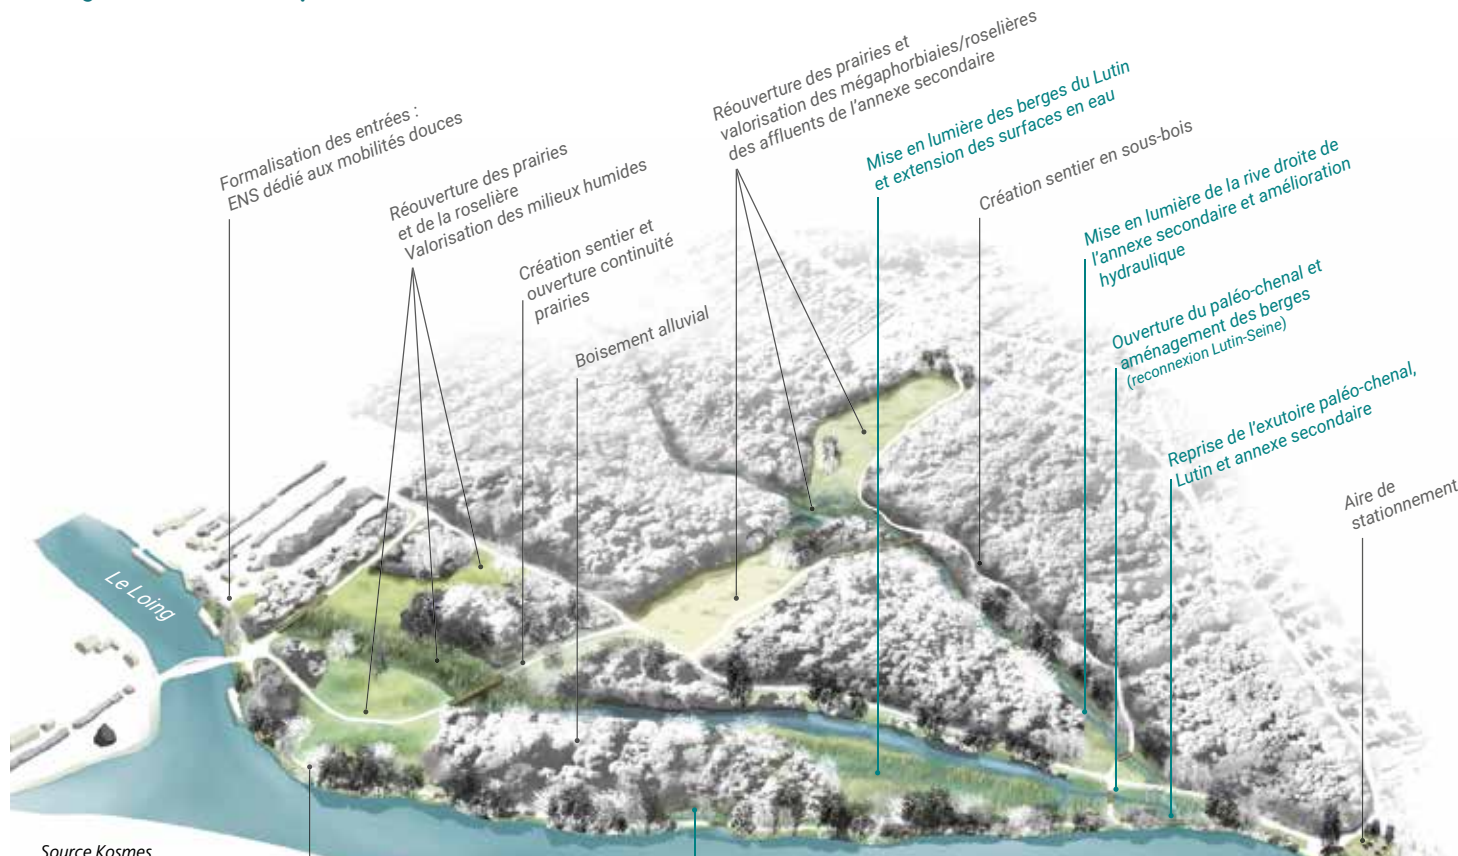 Formalisation des entrées :
ENS dédié aux mobilités douces
Réouverture des prairies
et de la roselière
Valorisation des milieux humides
Création sentier et
ouverture continuité
prairies
Boisement alluvial
Réouverture des prairies et
valorisation des mégaphorbiaies/roselières
des affluents de l'annexe secondaire
Mise en lumière des berges du Lutin
et extension des surfaces en eau
Création sentier en sous-bois
Mise en lumière de la rive droite de
l'annexe secondaire et amélioration
hydraulique
Ouverture du paléo-chenal et
aménagement des berges
(reconnexion Lutin-Seine)
Reprise de l'exutoire paléo-chenal,
Lutin et annexe secondaire
Aire de
stationnement
Le Loing
Source Kosmes